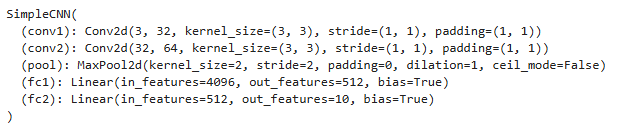 SimpleCNN(
  (conv1): Conv2d(3, 32, kernel_size=(3, 3), stride=(1, 1), padding=(1, 1))
  (conv2): Conv2d(32, 64, kernel_size=(3, 3), stride=(1, 1), padding=(1, 1))
  (pool): MaxPool2d(kernel_size=2, stride=2, padding=0, dilation=1, ceil_mode=False)
  (fc1): Linear(in_features=4096, out_features=512, bias=True)
  (fc2): Linear(in_features=512, out_features=10, bias=True)
)